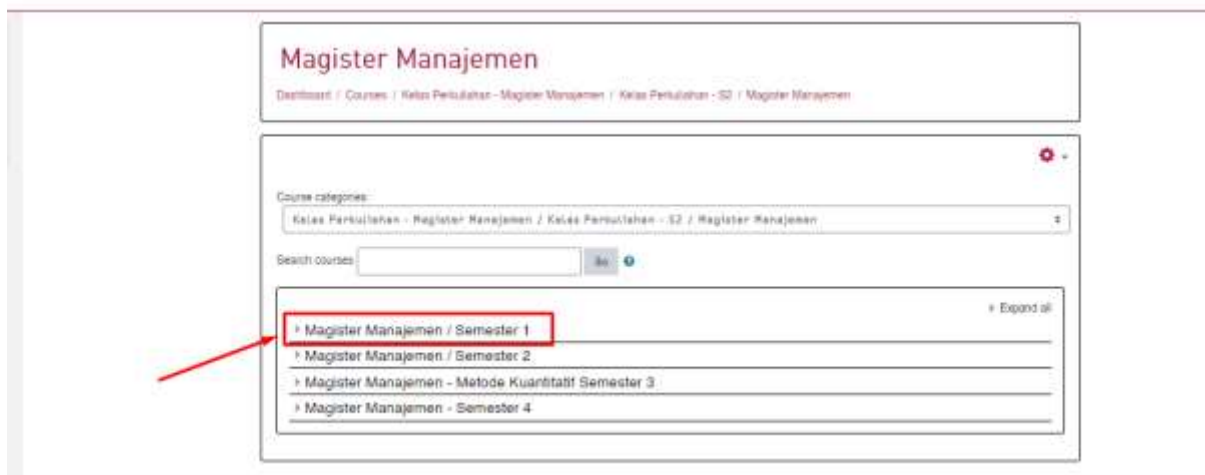 Magister Manajemen
Dashboard / Courses / Kelas Perkuliahan - Magister Manajemen / Kelas Perkuliahan - S2 / Magister Manajemen
Course categories:
Kelas Perkuliahan - Magister Manajemen / Kelas Perkuliahan - S2 / Magister Manajemen
Search courses
Go
Expand all
Magister Manajemen / Semester 1
Magister Manajemen / Semester 2
Magister Manajemen - Metode Kuantitatif Semester 3
Magister Manajemen - Semester 4